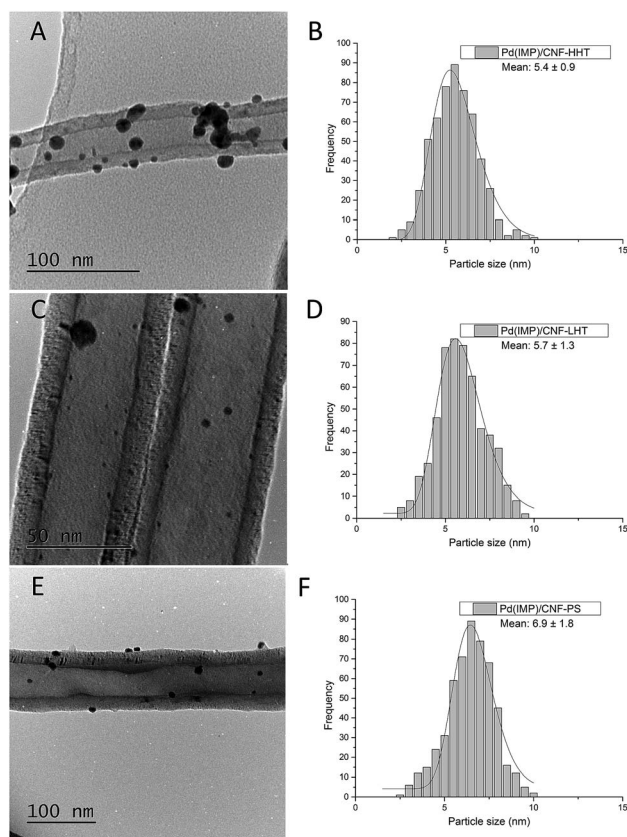 A
100 nm
B
Pd(IMP)/CNF-HHT
Mean: 5.4 ± 0.9
Frequency
100
90
80
70
60
50
40
30
20
10
0
0
5
10
15
Particle size (nm)
C
50 nm
D
Pd(IMP)/CNF-LHT
Mean: 5.7 ± 1.3
Frequency
90
80
70
60
50
40
30
20
10
0
0
5
10
15
Particle size (nm)
E
100 nm
F
Pd(IMP)/CNF-PS
Mean: 6.9 ± 1.8
Frequency
100
90
80
70
60
50
40
30
20
10
0
0
5
10
15
Particle size (nm)